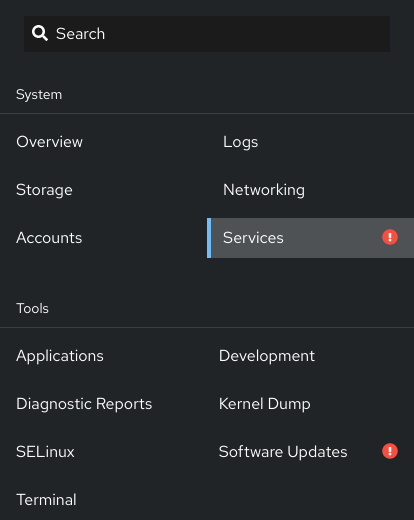 Search
System
Overview Logs
Storage Networking
Accounts Services
Tools
Applications Development
Diagnostic Reports Kernel Dump
SELinux Software Updates
Terminal